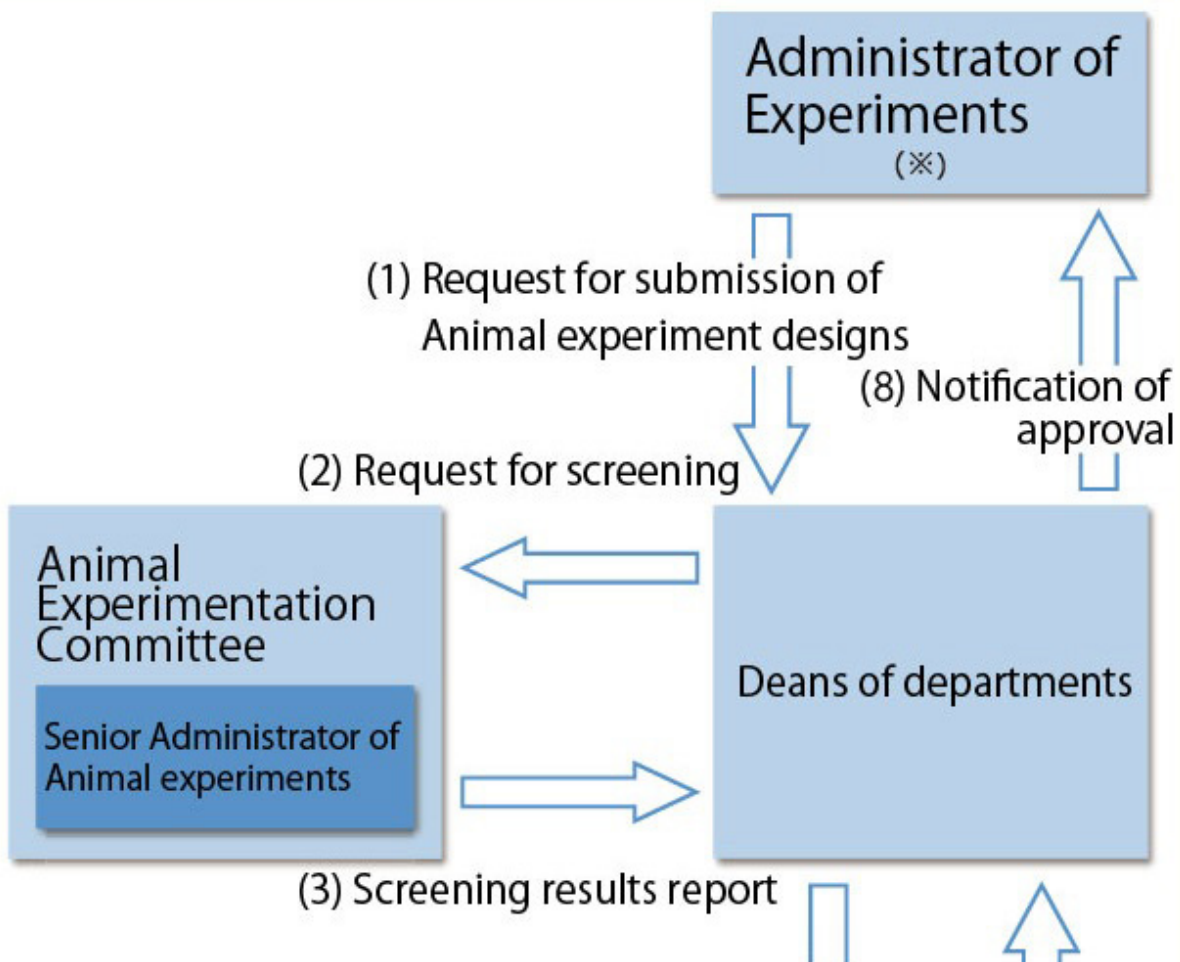 Administrator of
Experiments
(※)
(1) Request for submission of
Animal experiment designs
(8) Notification of
approval
(2) Request for screening
Animal
Experimentation
Committee
Senior Administrator of
Animal experiments
Deans of departments
(3) Screening results report